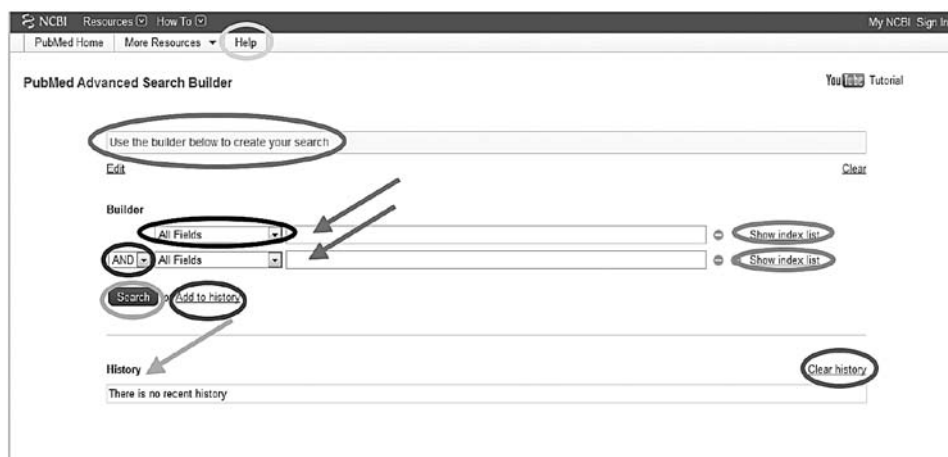 NCBI Resources How To My NCBI Sign In
PubMed Home More Resources Help
PubMed Advanced Search Builder
YouTube Tutorial
Use the builder below to create your search
Edit Clear
Builder
All Fields Show index list
AND All Fields Show index list
Search or Add to history
History Clear history
There is no recent history